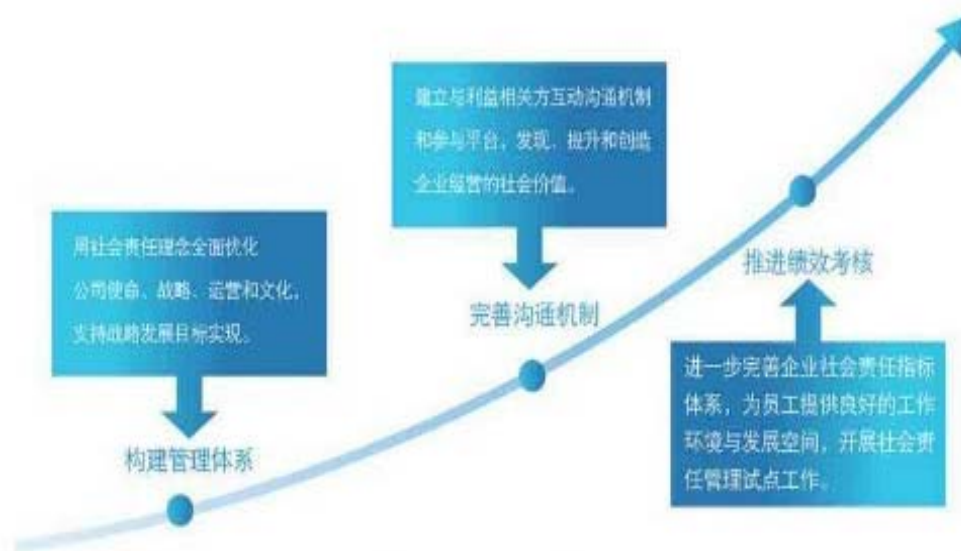 用社会责任理念全面优化
公司使命、战略、运营和文化，
支持战略发展目标实现。
构建管理体系
建立与利益相关方互动沟通机制
和参与平台，发现、提升和创造
企业经营的社会价值。
完善沟通机制
推进绩效考核
进一步完善企业社会责任指标
体系，为员工提供良好的工作
环境与发展空间，开展社会责
任管理试点工作。